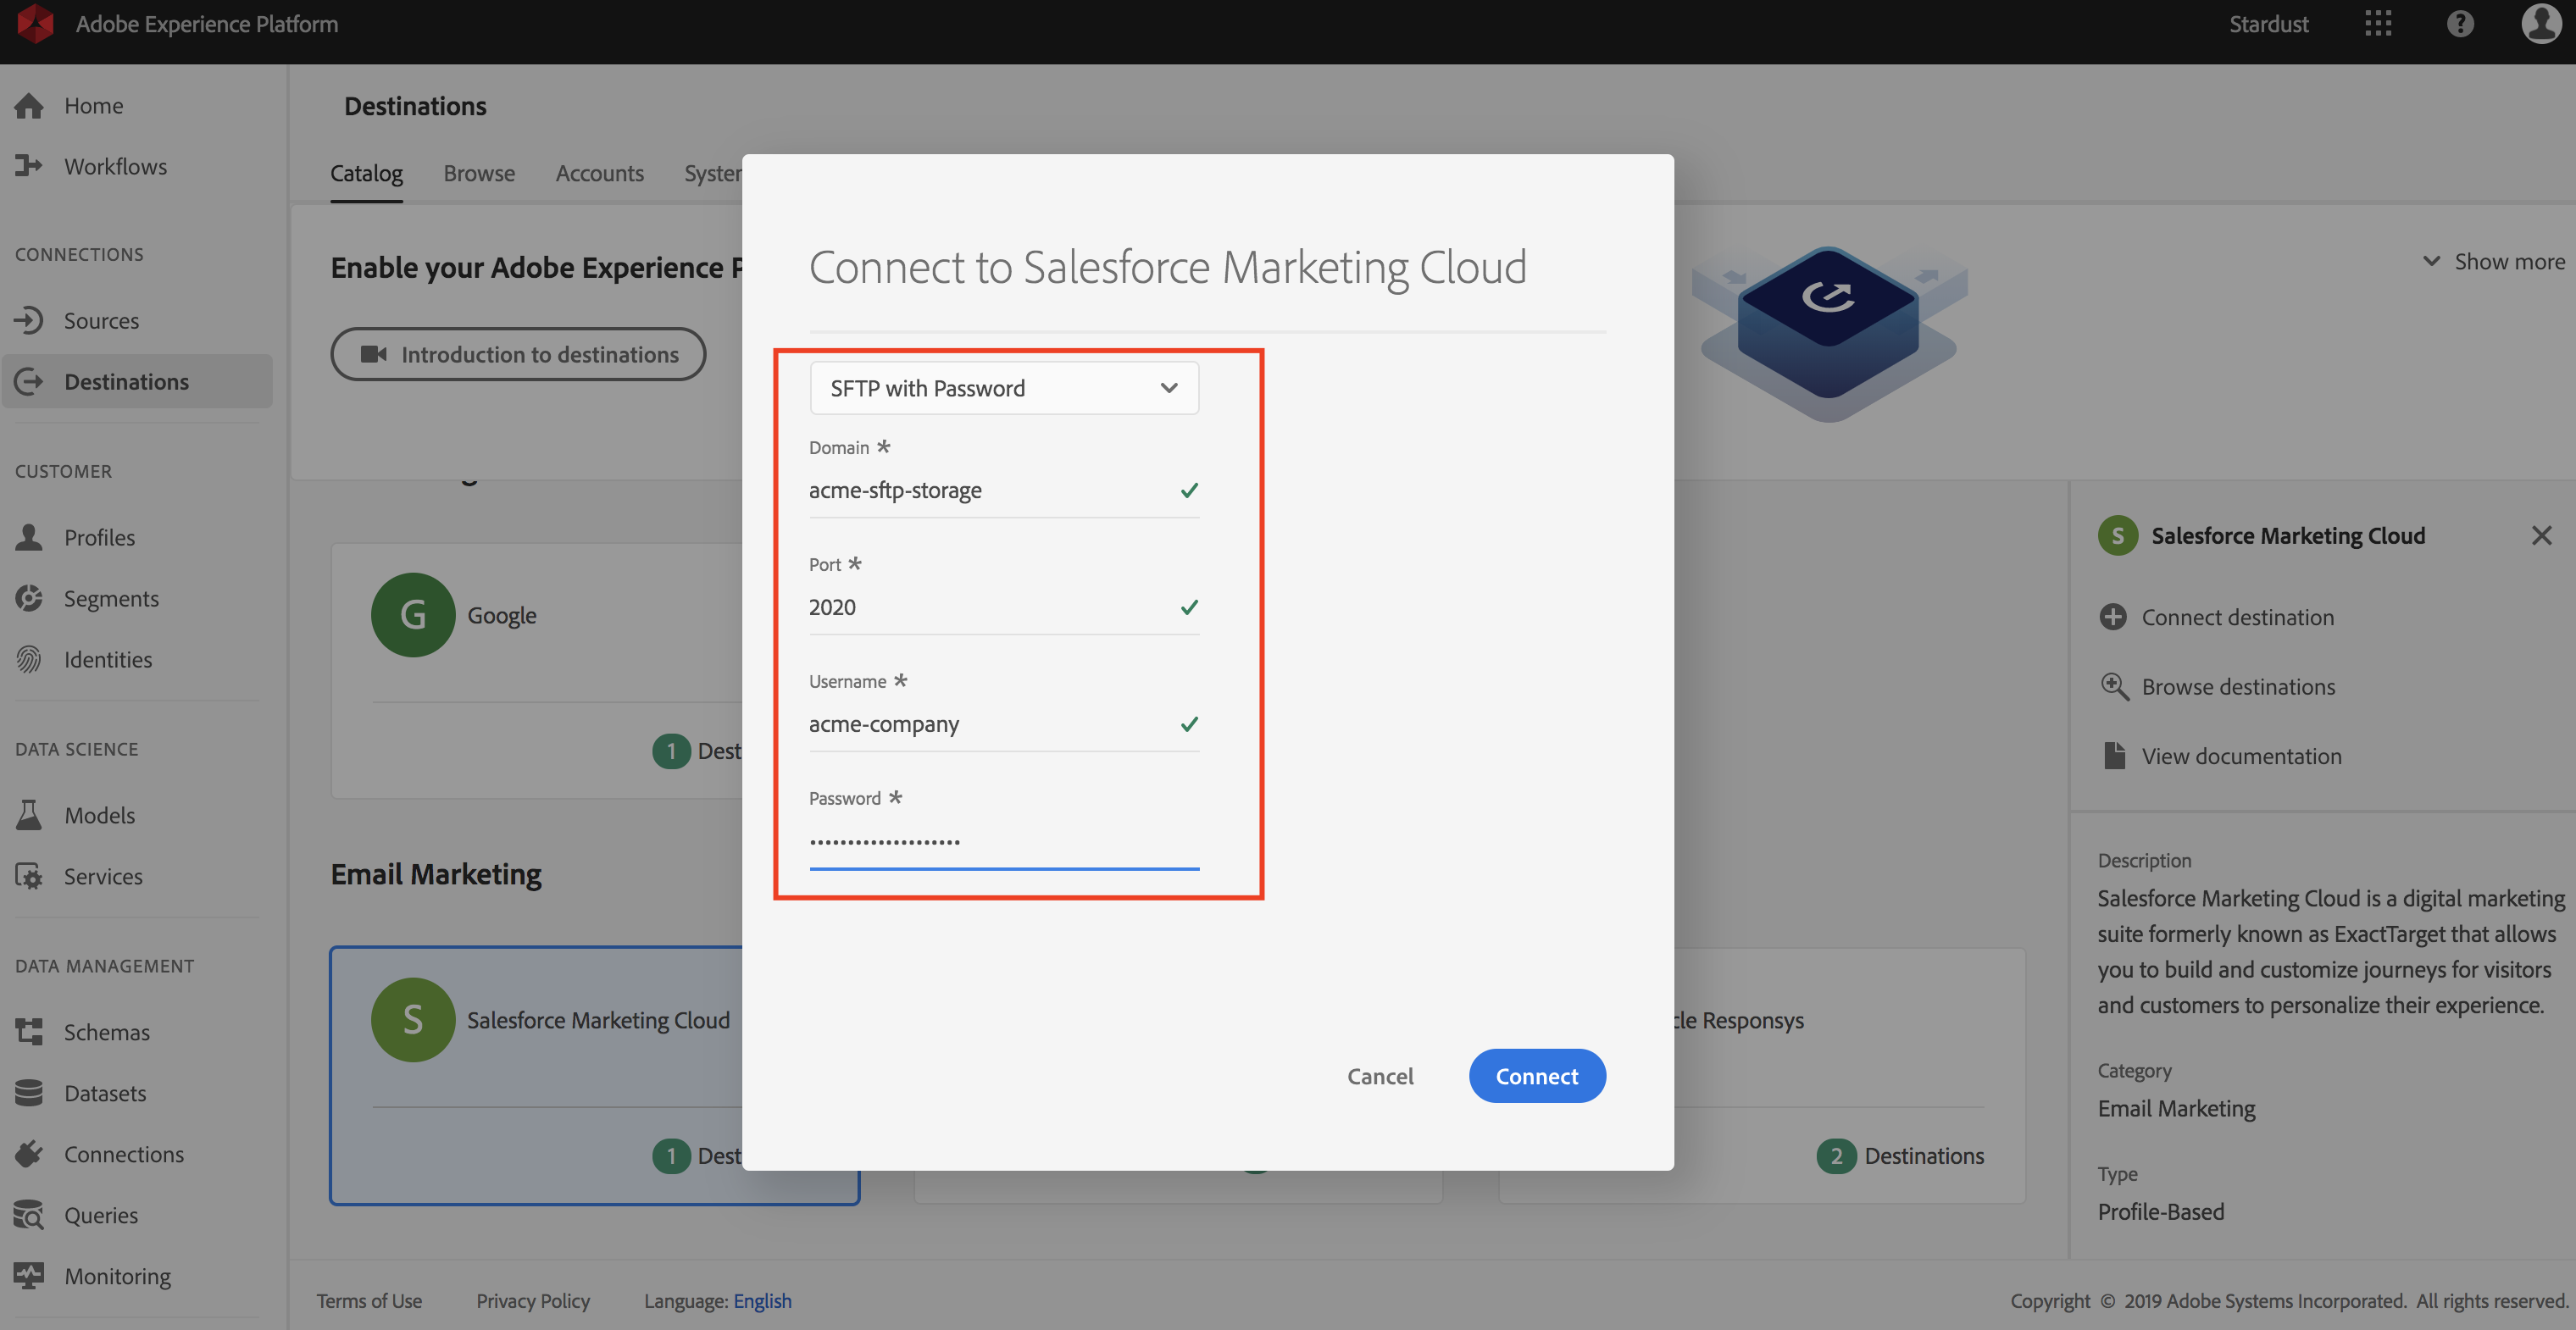 Adobe Experience Platform
Stardust
Home
Workflows
CONNECTIONS
Sources
Destinations
CUSTOMER
Profiles
Segments
Identities
DATA SCIENCE
Models
Services
DATA MANAGEMENT
Schemas
Datasets
Connections
Queries
Monitoring
Destinations
Catalog Browse Accounts System
Enable your Adobe Experience P
Introduction to destinations
Show more
G Google
1 Dest
Email Marketing
S Salesforce Marketing Cloud
1 Dest
cle Responsys
2 Destinations
Connect to Salesforce Marketing Cloud
SFTP with Password
Domain *
acme-sftp-storage
Port *
2020
Username *
acme-company
Password *
••••••••••••••••••••
Cancel Connect
S Salesforce Marketing Cloud
Connect destination
Browse destinations
View documentation
Description
Salesforce Marketing Cloud is a digital marketing
suite formerly known as ExactTarget that allows
you to build and customize journeys for visitors
and customers to personalize their experience.
Category
Email Marketing
Type
Profile-Based
Terms of Use Privacy Policy Language: English
Copyright © 2019 Adobe Systems Incorporated. All rights reserved.